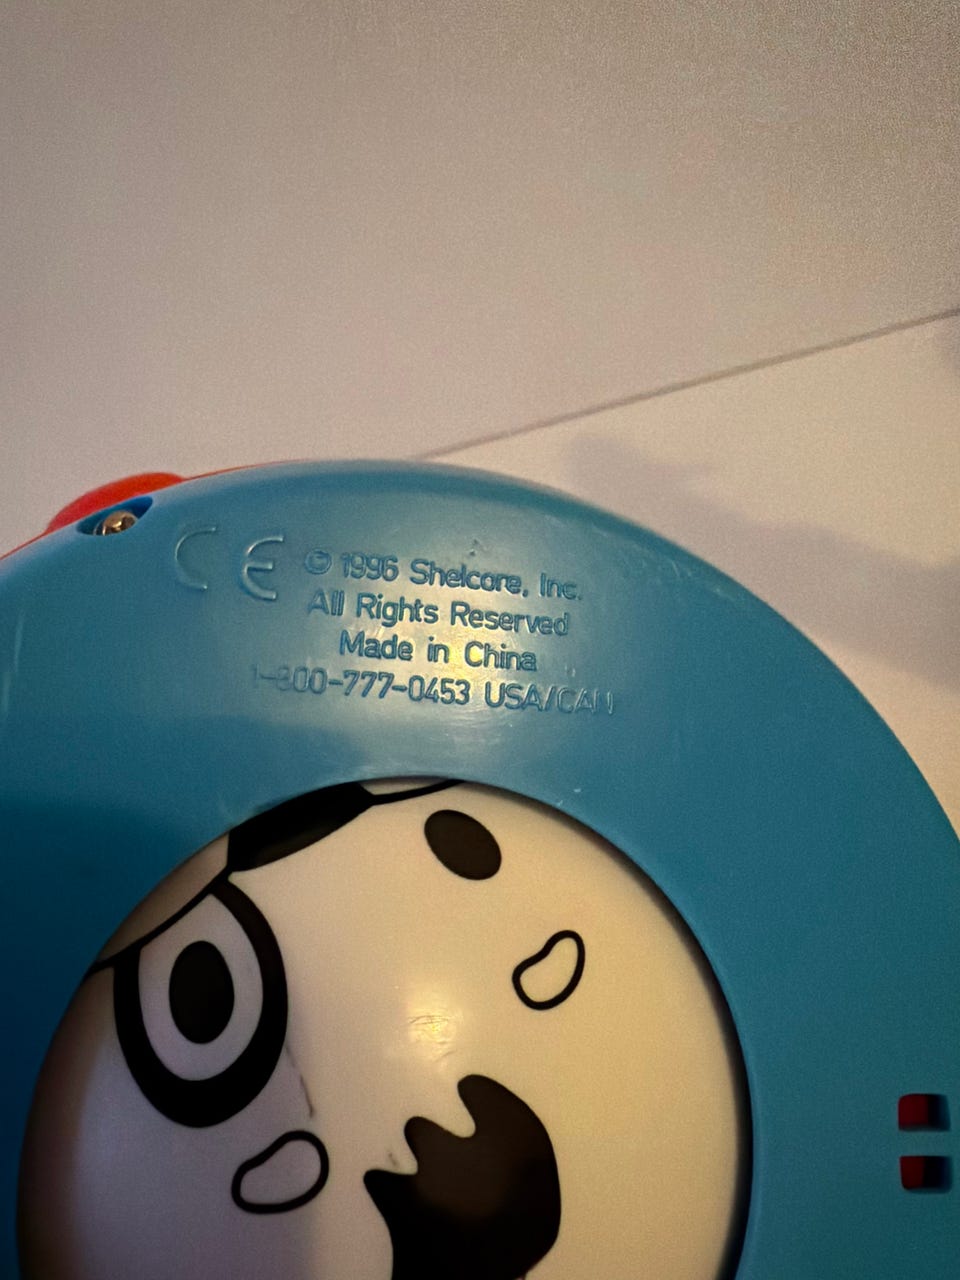 CE © 1996 Shelcore, Inc.
All Rights Reserved
Made in China
1-800-777-0453 USA/CAN